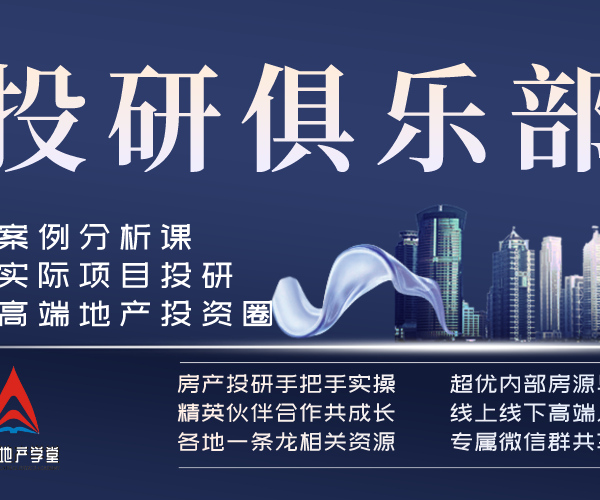 投研俱乐部
案例分析课
实际项目投研
高端地产投资圈
房产投研手把手实操
精英伙伴合作共成长
各地一条龙相关资源
超优内部房源
线上线下高端
专属微信群共
地产学堂